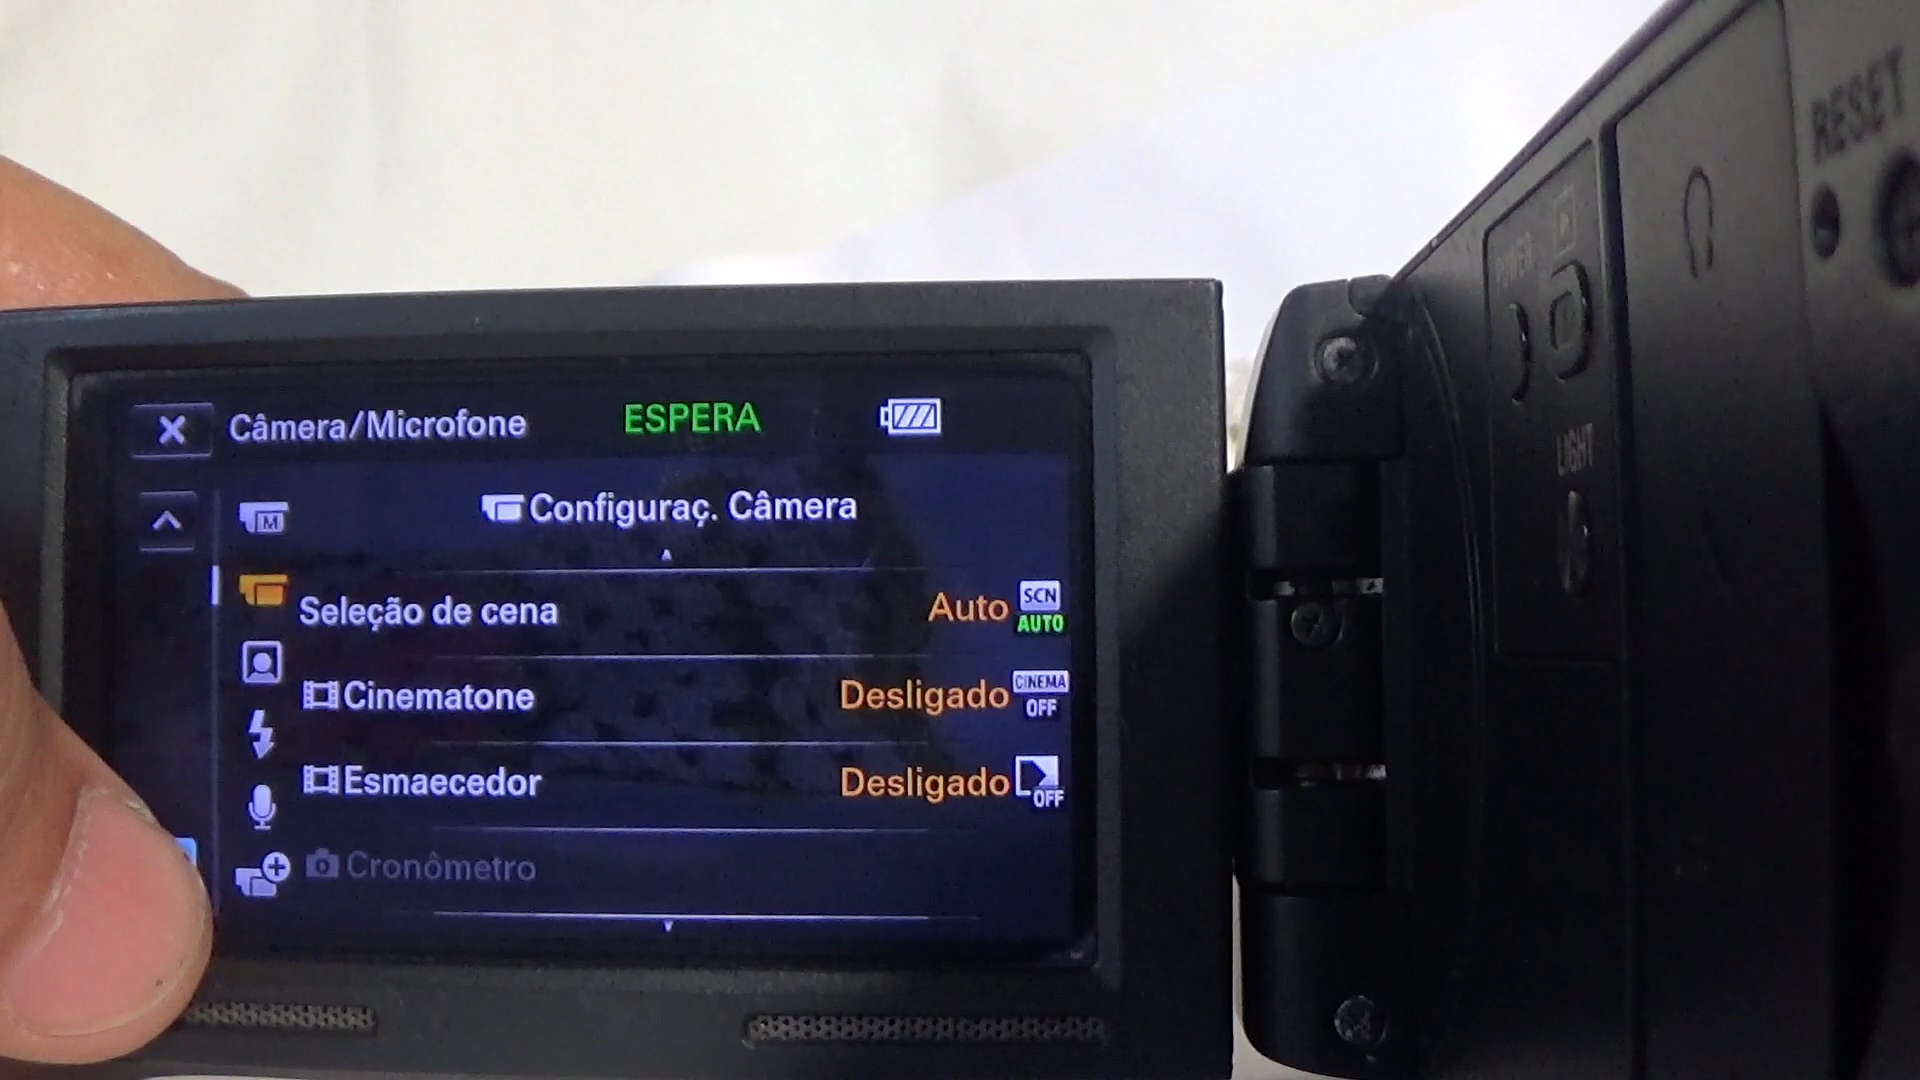 Câmera/Microfone
ESPERA
M
Configuraç. Câmera
Seleção de cena
Auto
SCN
AUTO
Cinematone
Desligado
CINEMA
OFF
Esmaecedor
Desligado
OFF
Cronômetro
POWER
LIGHT
RESET